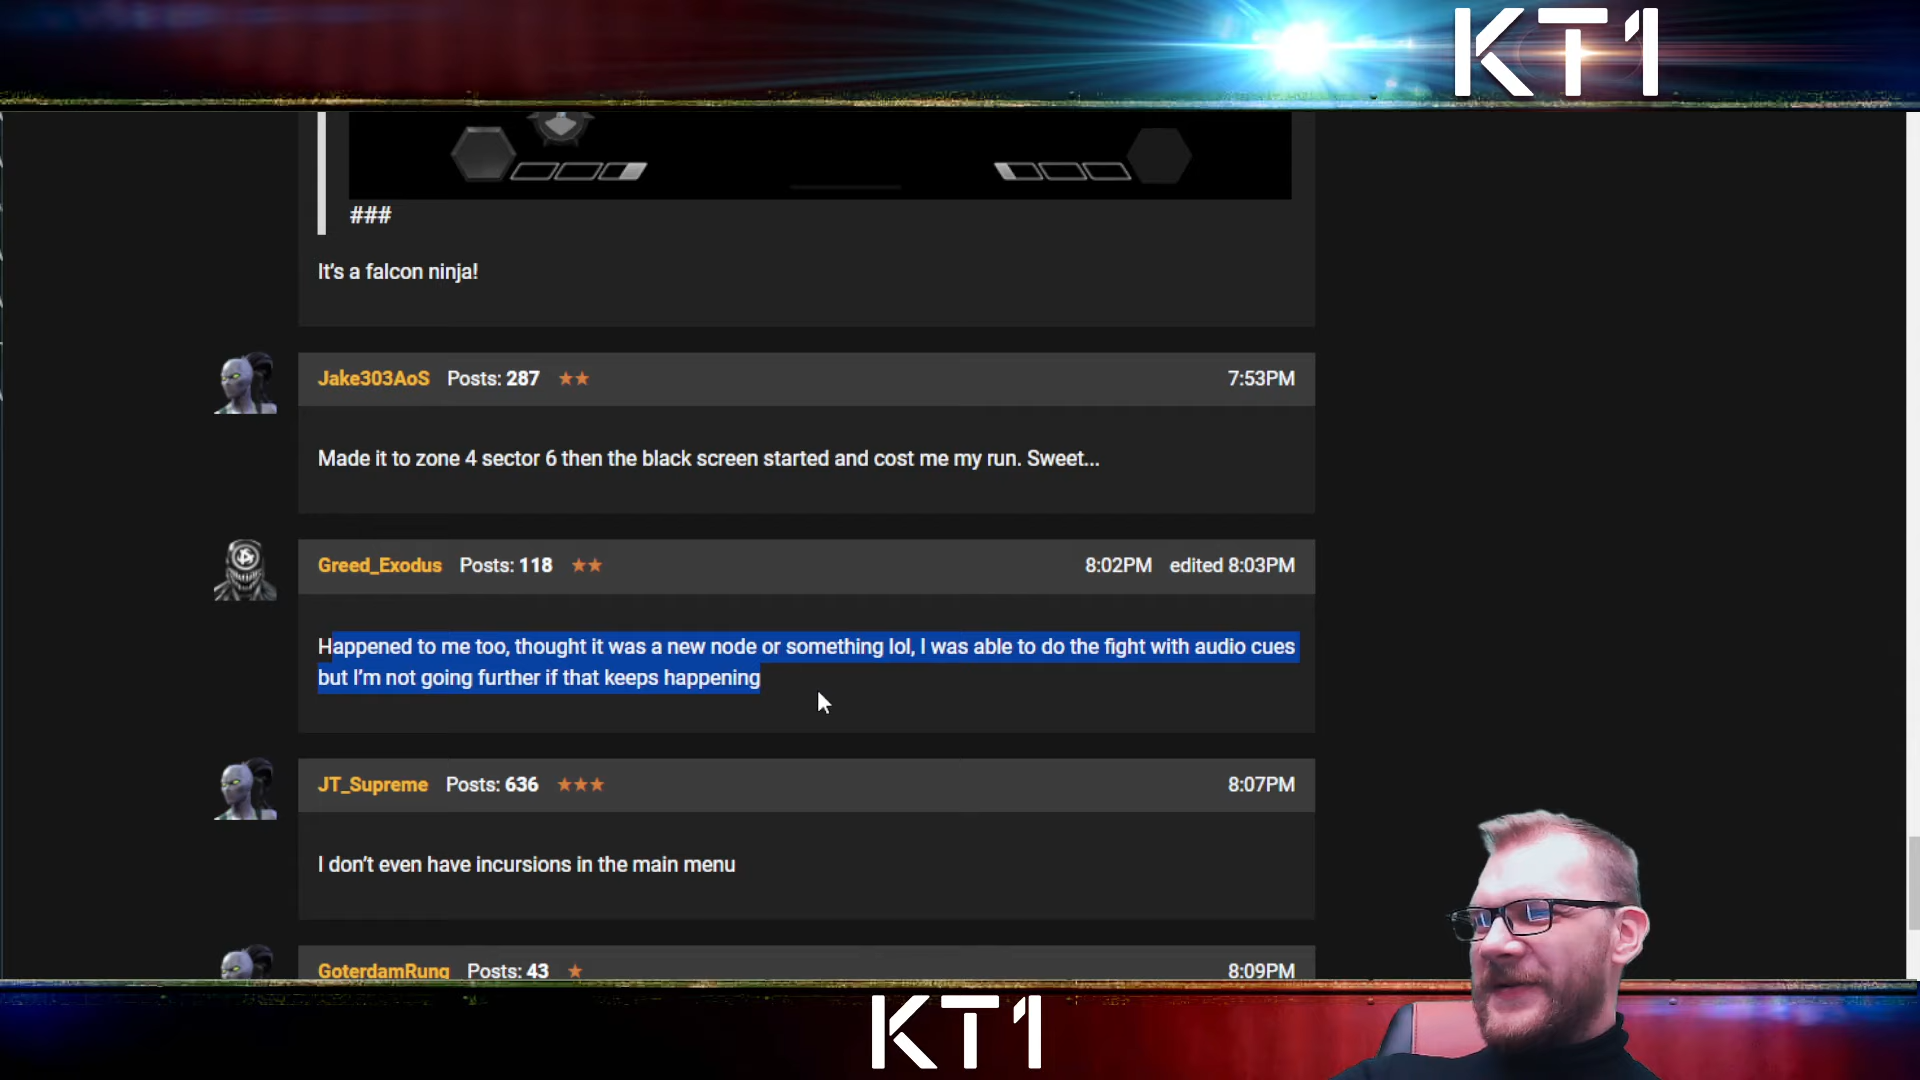 KT1
###
It's a falcon ninja!
Jake303AoS Posts: 287 ★★ 7:53PM
Made it to zone 4 sector 6 then the black screen started and cost me my run. Sweet...
Greed_Exodus Posts: 118 ★★ 8:02PM edited 8:03PM
Happened to me too, thought it was a new node or something lol, I was able to do the fight with audio cues
but I'm not going further if that keeps happening
JT_Supreme Posts: 636 ★★★ 8:07PM
I don't even have incursions in the main menu
GoterdamRung Posts: 43 ★ 8:09PM
KT1